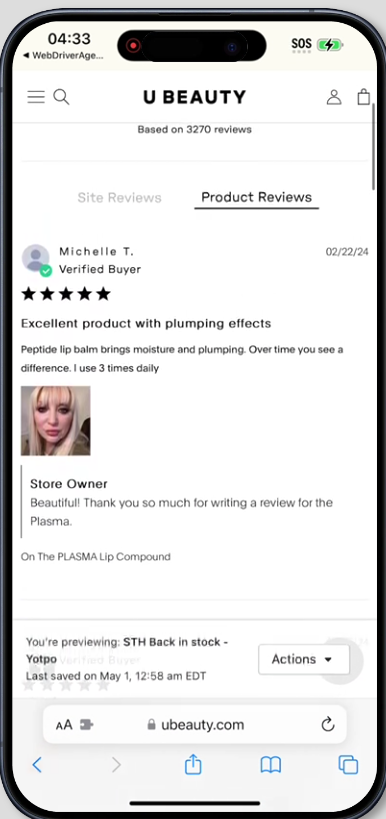 04:33
SOS
◀ WebDriverAge...
U BEAUTY
Based on 3270 reviews
Site Reviews
Product Reviews
Michelle T.
02/22/24
Verified Buyer
Excellent product with plumping effects
Peptide lip balm brings moisture and plumping. Over time you see a
difference. I use 3 times daily
Store Owner
Beautiful! Thank you so much for writing a review for the
Plasma.
On The PLASMA Lip Compound
You're previewing: STH Back in stock -
Yotpo
Verified Buyer
Last saved on May 1, 12:58 am EDT
Actions
AA
ubeauty.com